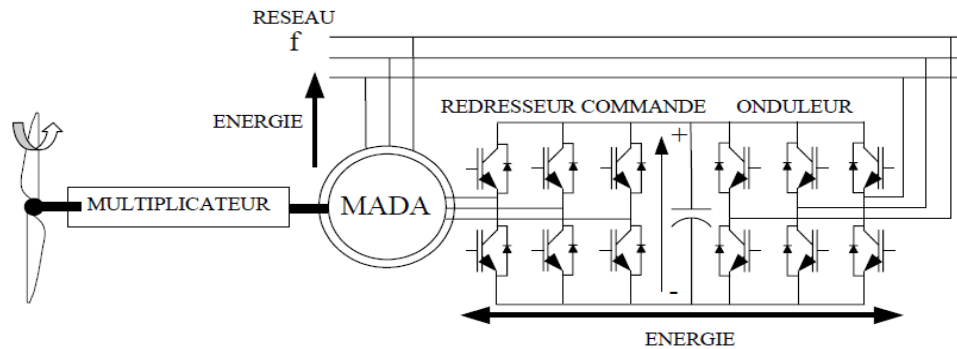 RESEAU
f
ENERGIE
REDRESSEUR COMMANDE
ONDULEUR
+
MULTIPLICATEUR
MADA
-
ENERGIE